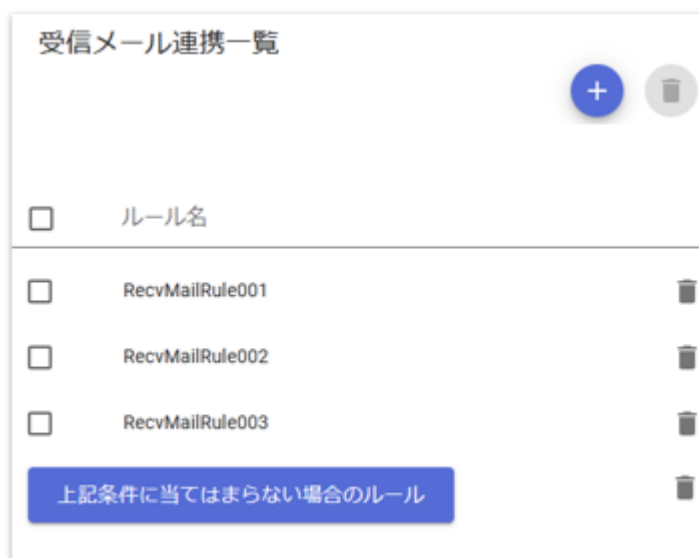 受信メール連携一覧
ルール名
RecvMailRule001
RecvMailRule002
RecvMailRule003
上記条件に当てはまらない場合のルール